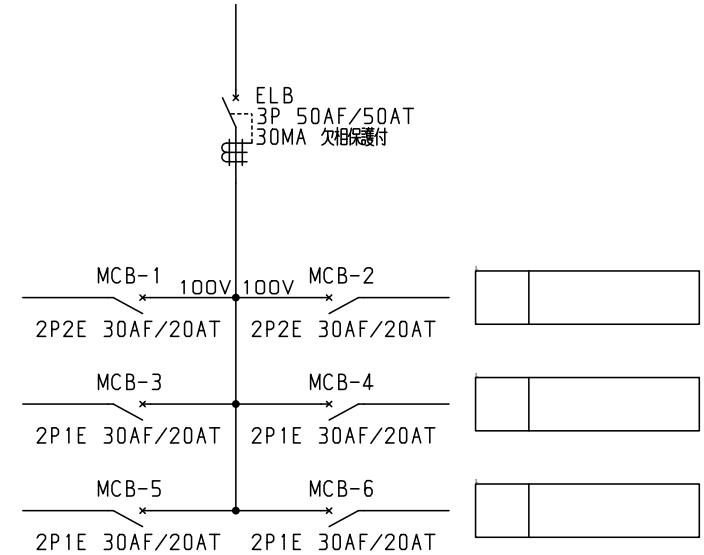 ELB
3P 50AF/50AT
30MA 欠相保護付
MCB-1
MCB-2
100V
100V
2P2E 30AF/20AT
2P2E 30AF/20AT
MCB-3
MCB-4
2P1E 30AF/20AT
2P1E 30AF/20AT
MCB-5
MCB-6
2P1E 30AF/20AT
2P1E 30AF/20AT